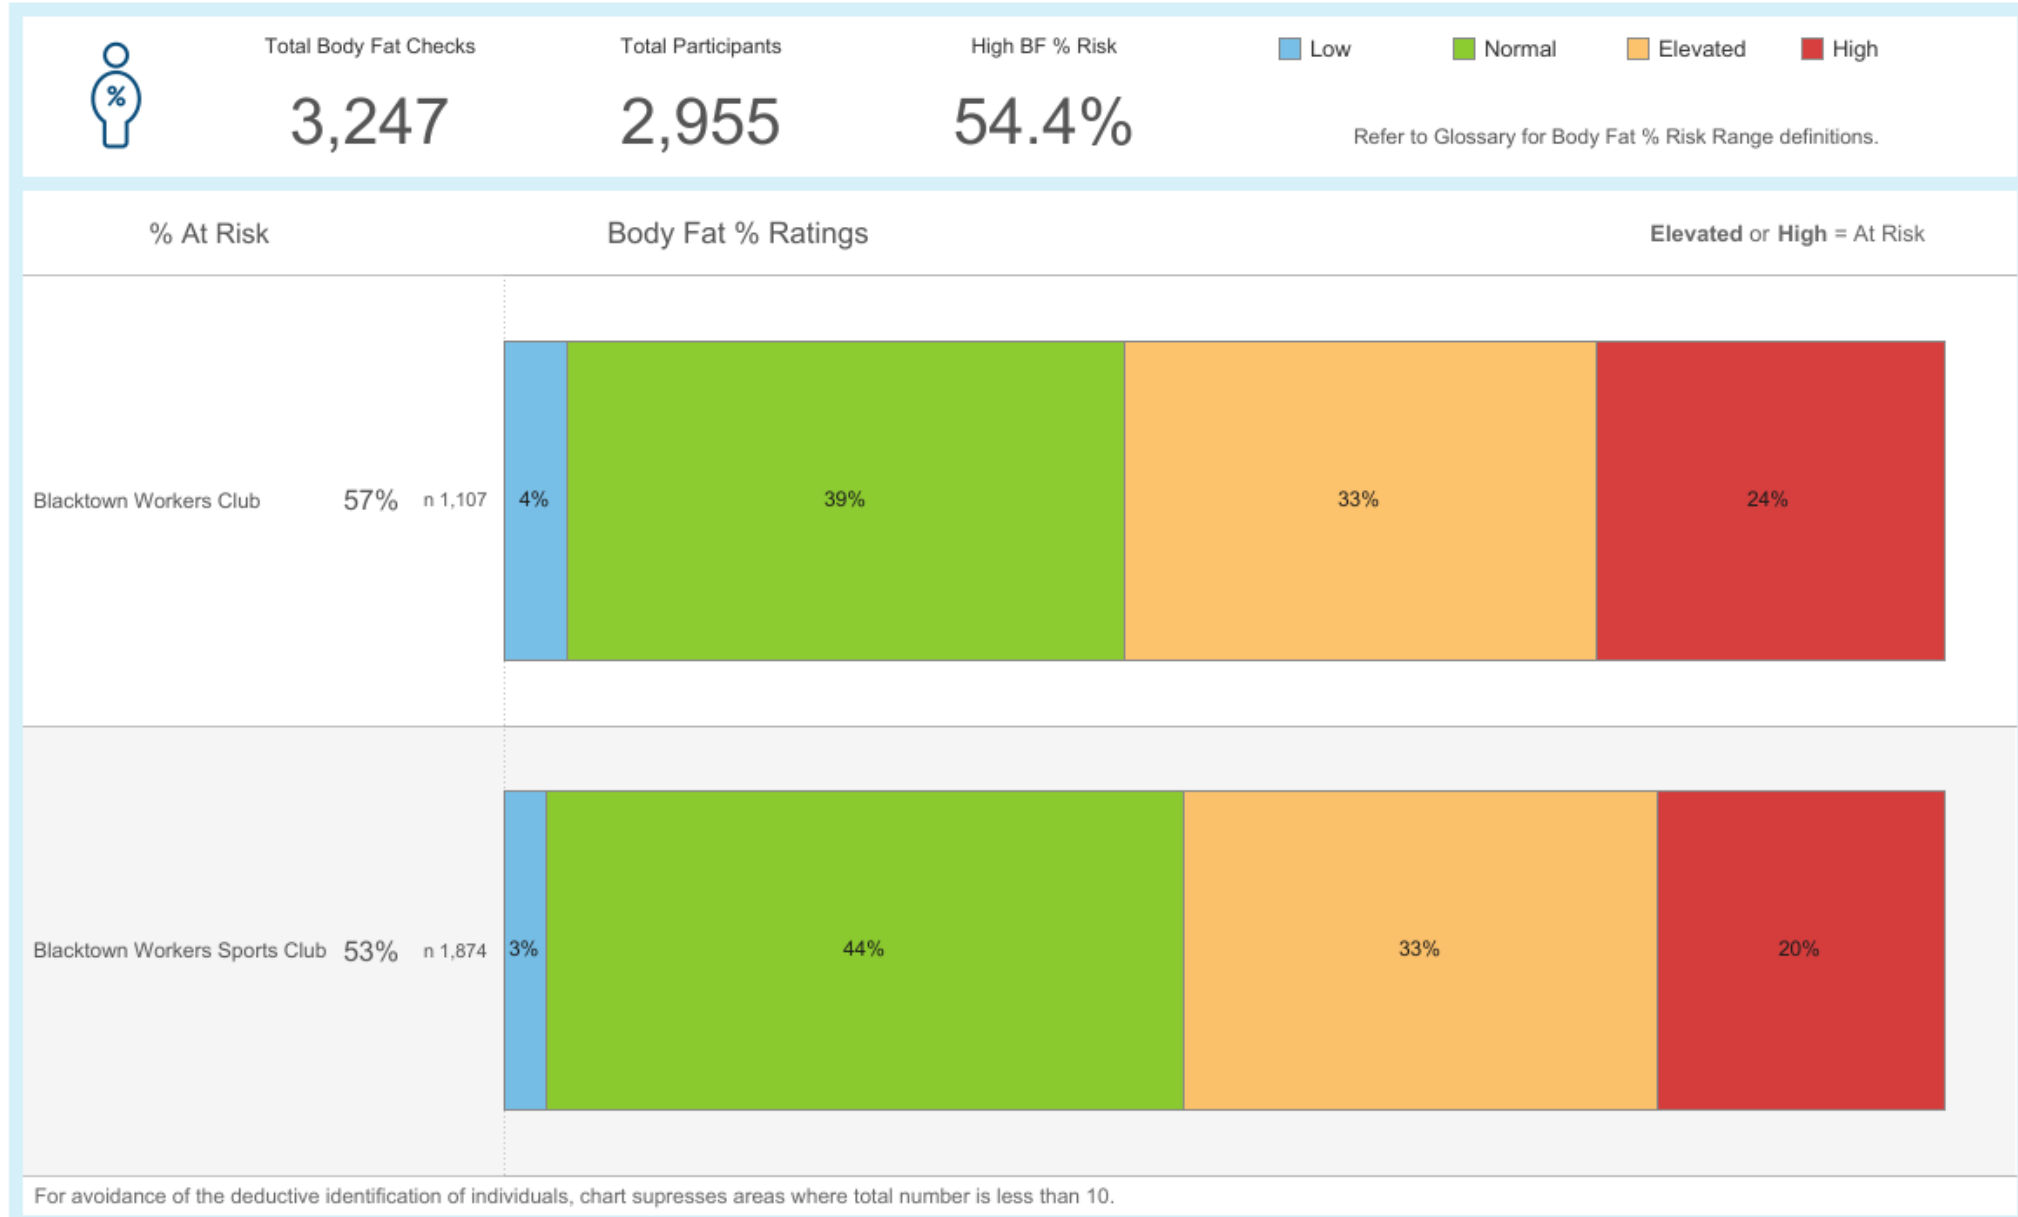 Total Body Fat Checks
Total Participants
High BF % Risk
Low
Normal
Elevated
High
%
3,247
2,955
54.4%
Refer to Glossary for Body Fat % Risk Range definitions.
% At Risk
Body Fat % Ratings
Elevated or High = At Risk
Blacktown Workers Club 57% n 1,107 4% 39% 33% 24%
Blacktown Workers Sports Club 53% n 1,874 3% 44% 33% 20%
For avoidance of the deductive identification of individuals, chart supresses areas where total number is less than 10.